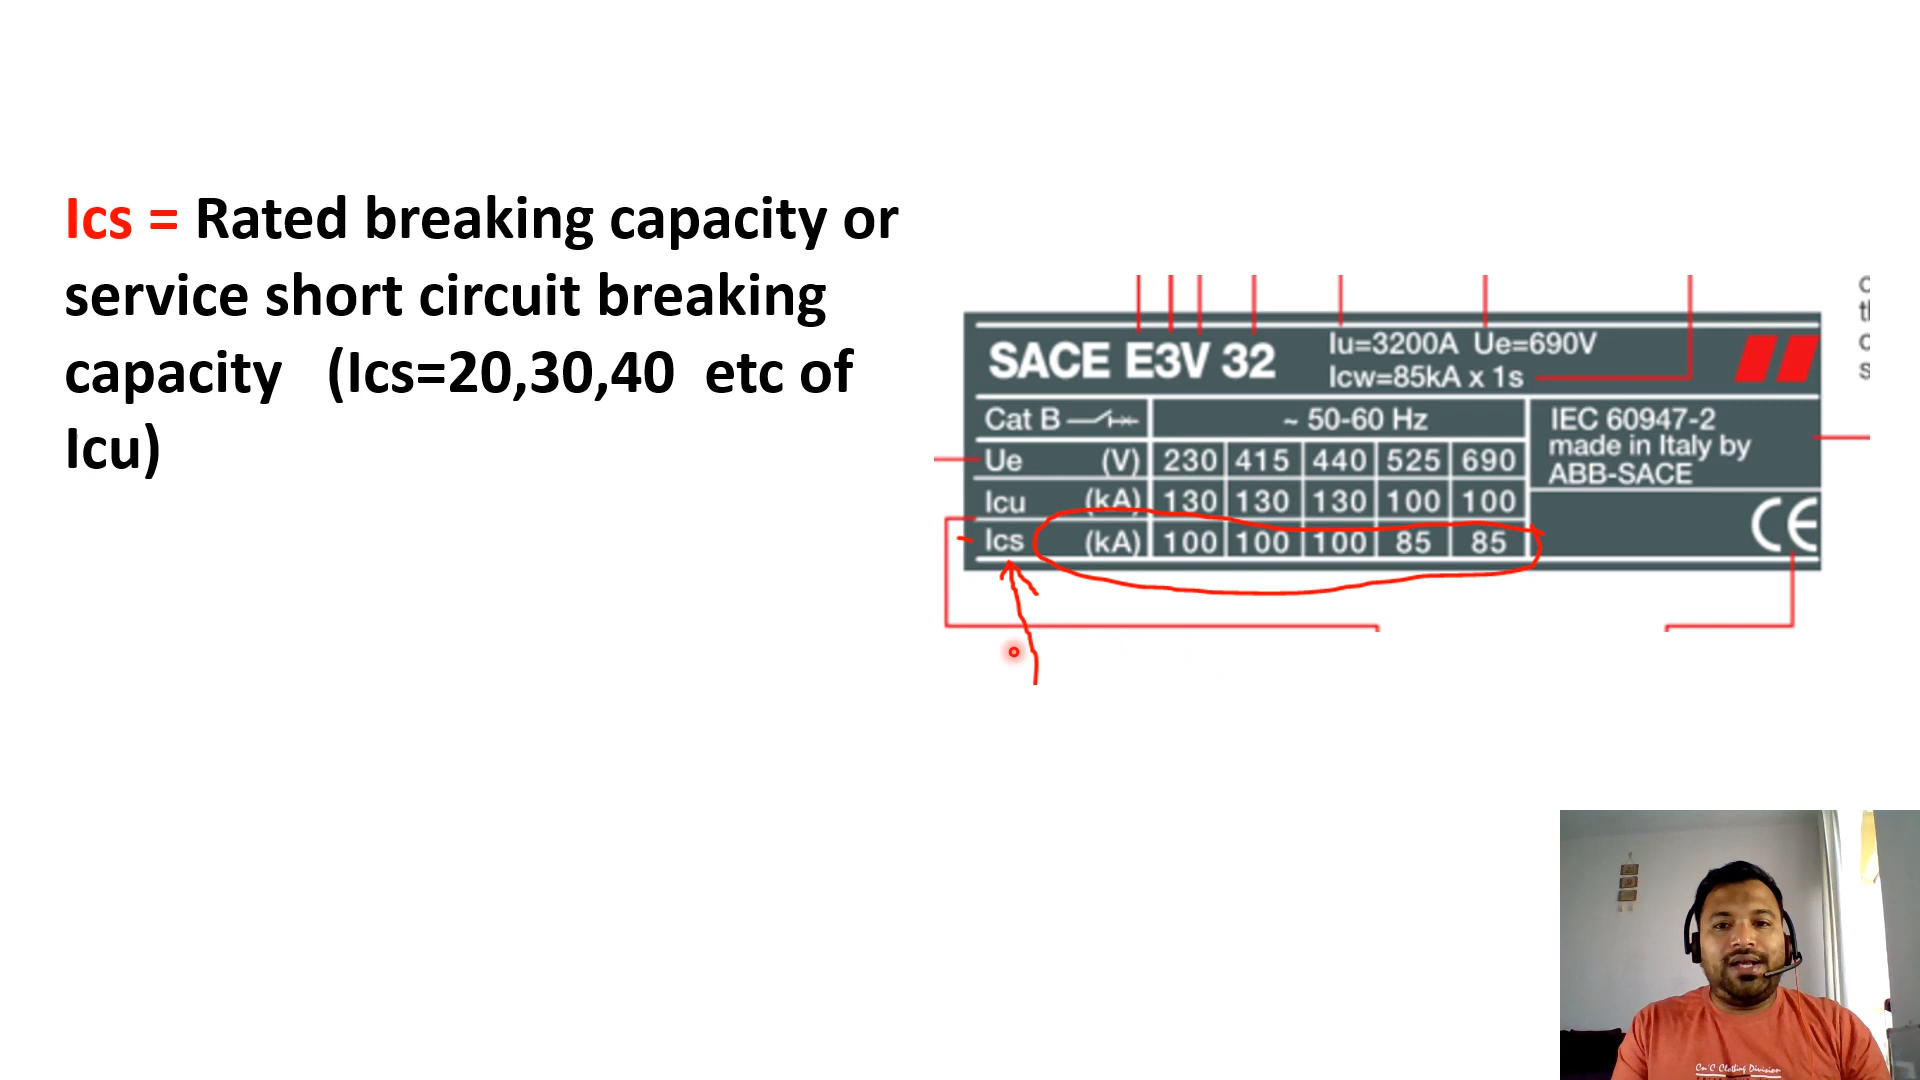 Ics = Rated breaking capacity or
service short circuit breaking
capacity (Ics=20,30,40 etc of
Icu)
SACE E3V 32
Iu=3200A Ue=690V
Icw=85kA x 1s
Cat B ~ 50-60 Hz
Ue (V) 230 415 440 525 690
Icu (kA) 130 130 130 100 100
Ics (kA) 100 100 100 85 85
IEC 60947-2
made in Italy by
ABB-SACE
CE
Cn'C Clothing Division